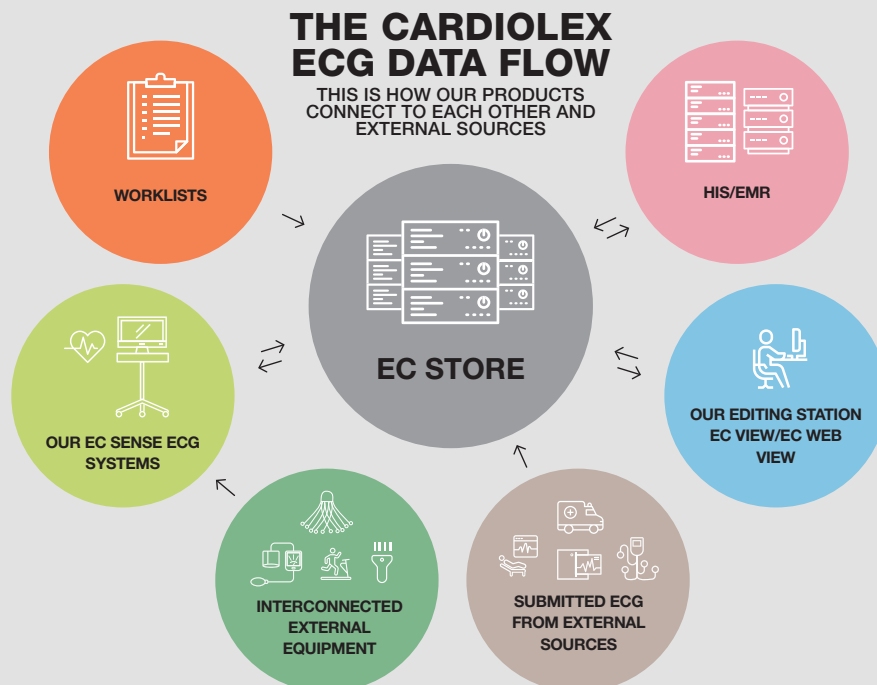 THE CARDIOLEX
ECG DATA FLOW
THIS IS HOW OUR PRODUCTS
CONNECT TO EACH OTHER AND
EXTERNAL SOURCES
WORKLISTS
HIS/EMR
EC STORE
OUR EC SENSE ECG
SYSTEMS
OUR EDITING STATION
EC VIEW/EC WEB
VIEW
INTERCONNECTED
EXTERNAL
EQUIPMENT
SUBMITTED ECG
FROM EXTERNAL
SOURCES